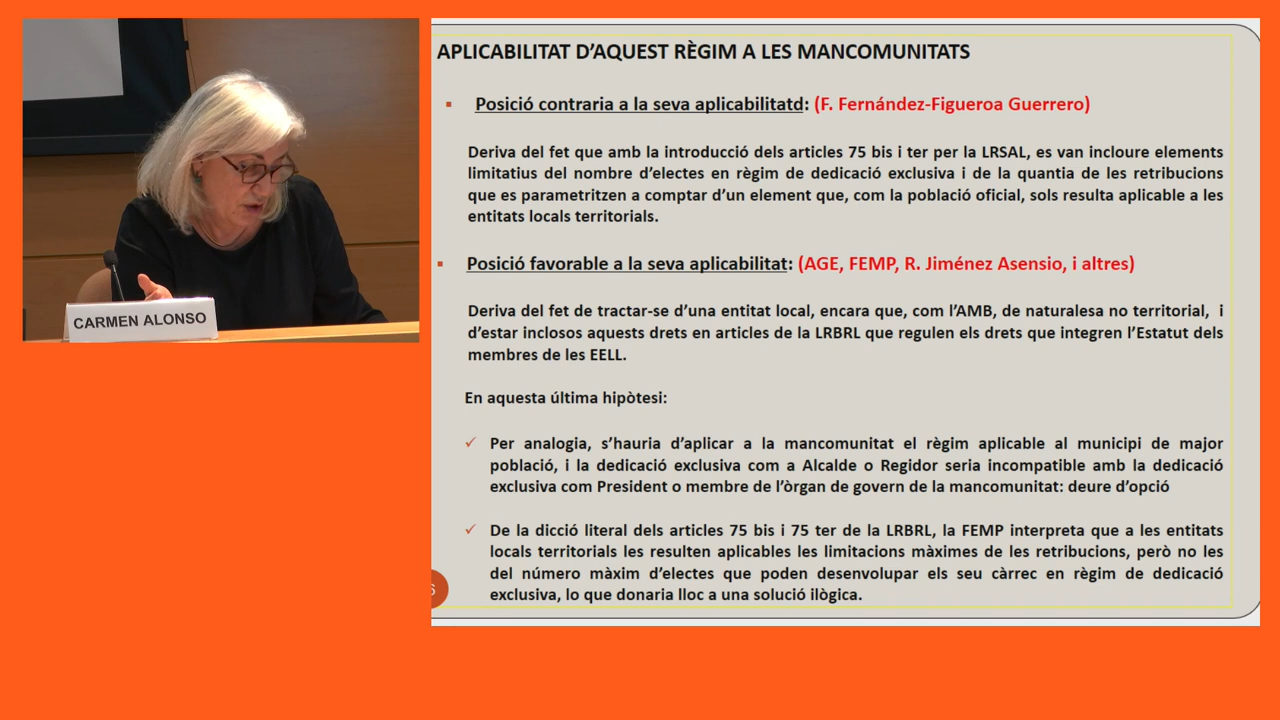 CARMEN ALONSO
APLICABILITAT D'AQUEST RÈGIM A LES MANCOMUNITATS
Posició contraria a la seva aplicabilitatd: (F. Fernández-Figueroa Guerrero)
Deriva del fet que amb la introducció dels articles 75 bis i ter per la LRSAL, es van incloure elements
limitatius del nombre d'electes en règim de dedicació exclusiva i de la quantia de les retribucions
que es parametritzen a comptar d'un element que, com la població oficial, sols resulta aplicable a les
entitats locals territorials.
Posició favorable a la seva aplicabilitat: (AGE, FEMP, R. Jiménez Asensio, i altres)
Deriva del fet de tractar-se d'una entitat local, encara que, com l'AMB, de naturalesa no territorial, i
d'estar inclosos aquests drets en articles de la LRBRL que regulen els drets que integren l'Estatut dels
membres de les EELL.
En aquesta última hipòtesi:
✓ Per analogia, s'hauria d'aplicar a la mancomunitat el règim aplicable al municipi de major
població, i la dedicació exclusiva com a Alcalde o Regidor seria incompatible amb la dedicació
exclusiva com President o membre de l'òrgan de govern de la mancomunitat: deure d'opció
✓ De la dicció literal dels articles 75 bis i 75 ter de la LRBRL, la FEMP interpreta que a les entitats
locals territorials les resulten aplicables les limitacions màximes de les retribucions, però no les
del número màxim d'electes que poden desenvolupar els seu càrrec en règim de dedicació
exclusiva, lo que donaria lloc a una solució ilògica.